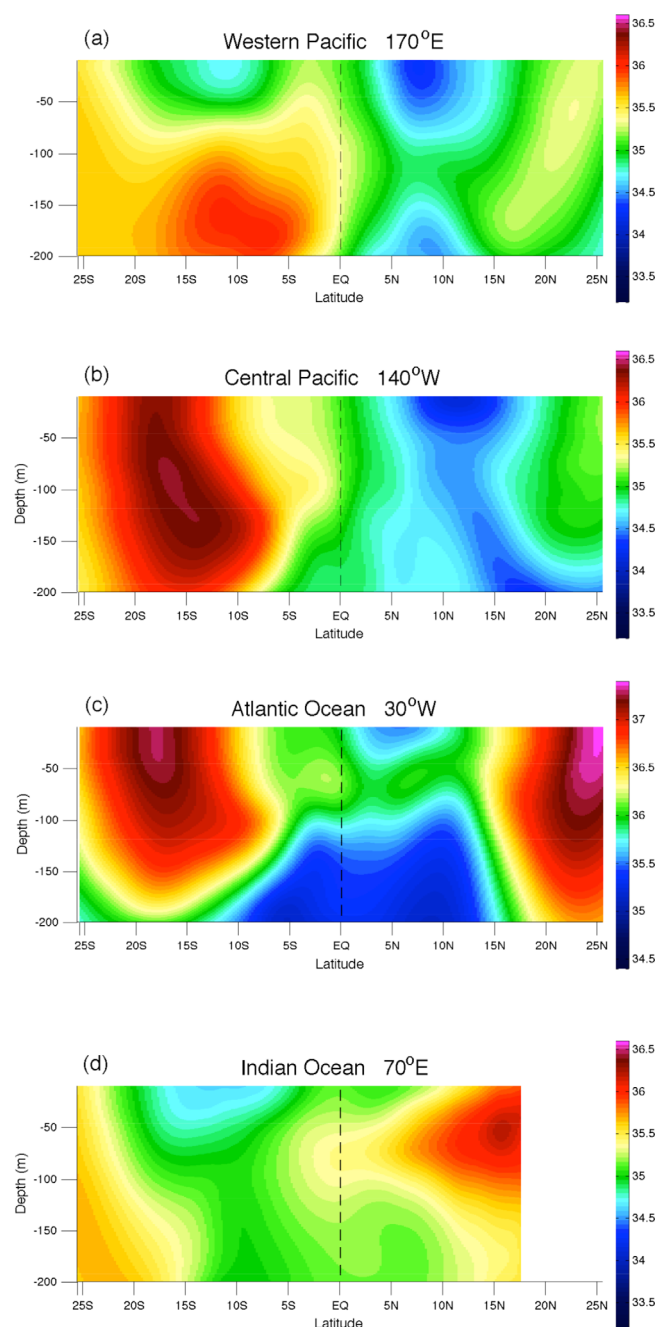 (a) Western Pacific 170°E
36.5
36
35.5
35
34.5
34
33.5
-50
-100
-150
-200
25S 20S 15S 10S 5S EQ 5N 10N 15N 20N 25N
Latitude
(b) Central Pacific 140°W
36.5
36
35.5
35
34.5
34
33.5
Depth (m)
-50
-100
-150
-200
25S 20S 15S 10S 5S EQ 5N 10N 15N 20N 25N
Latitude
(c) Atlantic Ocean 30°W
37
36.5
36
35.5
35
34.5
Depth (m)
-50
-100
-150
-200
25S 20S 15S 10S 5S EQ 5N 10N 15N 20N 25N
Latitude
(d) Indian Ocean 70°E
36.5
36
35.5
35
34.5
34
33.5
Depth (m)
-50
-100
-150
-200
25S 20S 15S 10S 5S EQ 5N 10N 15N 20N 25N
Latitude